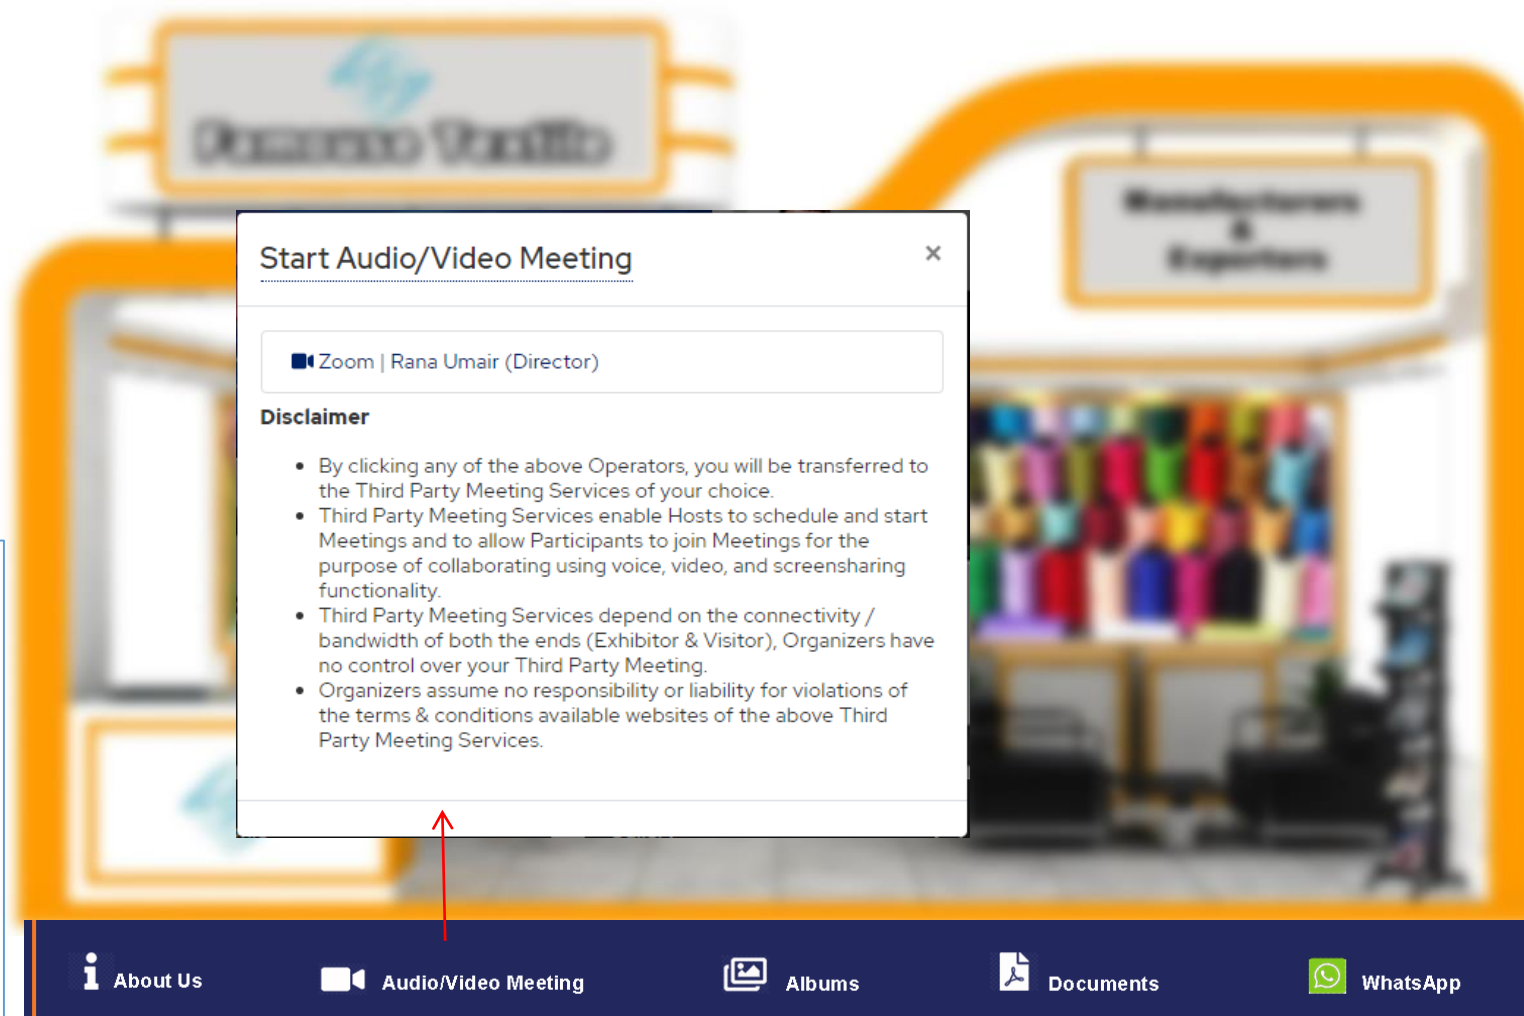 Manufacturers
&
Exporters
Start Audio/Video Meeting ×
Zoom | Rana Umair (Director)
Disclaimer
• By clicking any of the above Operators, you will be transferred to
the Third Party Meeting Services of your choice.
• Third Party Meeting Services enable Hosts to schedule and start
Meetings and to allow Participants to join Meetings for the
purpose of collaborating using voice, video, and screensharing
functionality.
• Third Party Meeting Services depend on the connectivity /
bandwidth of both the ends (Exhibitor & Visitor), Organizers have
no control over your Third Party Meeting.
• Organizers assume no responsibility or liability for violations of
the terms & conditions available websites of the above Third
Party Meeting Services.
About Us
Audio/Video Meeting
Albums
Documents
WhatsApp